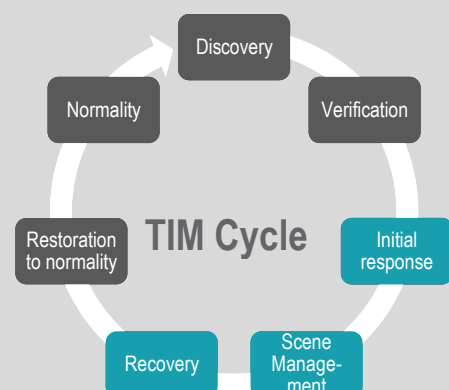 Discovery
Verification
Initial
response
Scene
Manage-
ment
Recovery
Restoration
to normality
Normality
TIM Cycle